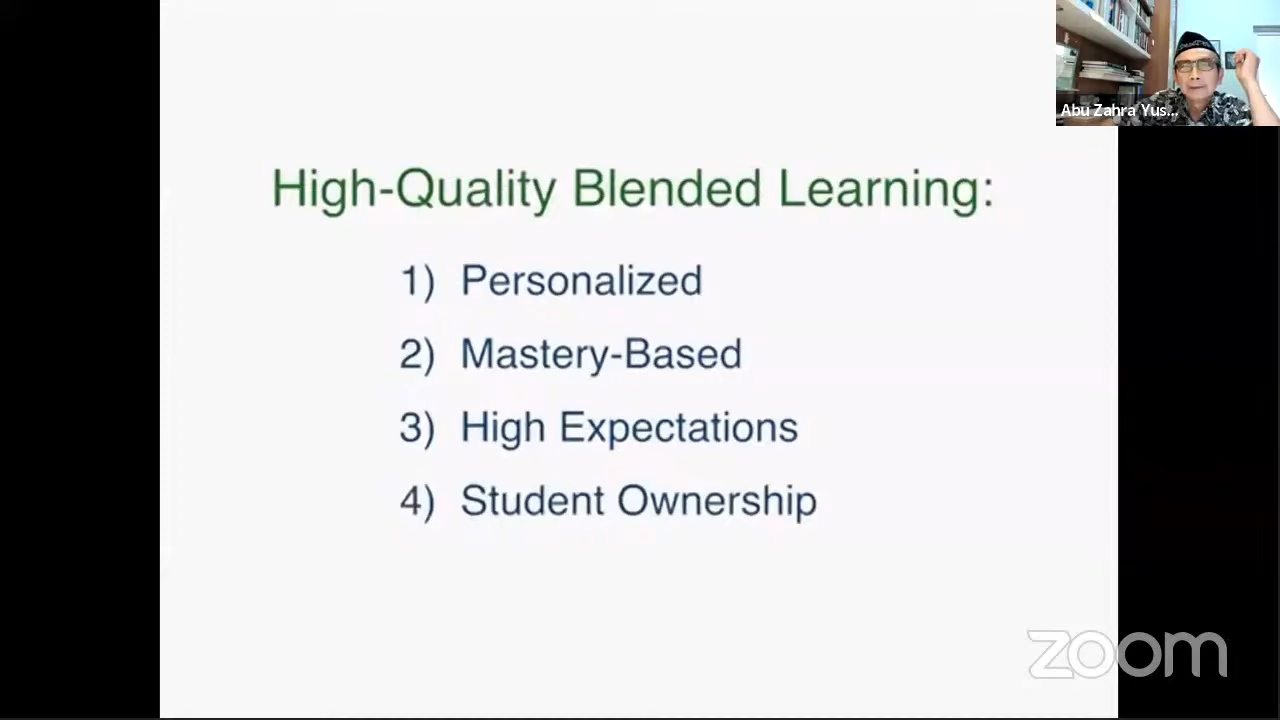 Abu Zahra Yus...
High-Quality Blended Learning:
1) Personalized
2) Mastery-Based
3) High Expectations
4) Student Ownership
zoom